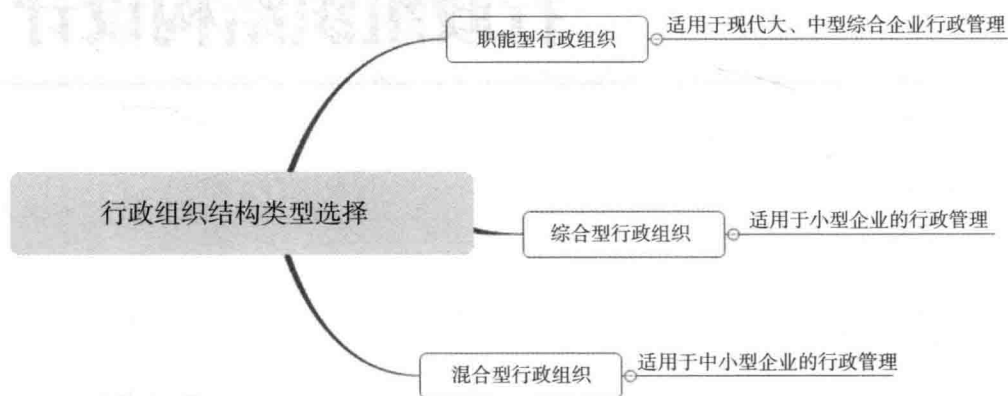 职能型行政组织
适用于现代大、中型综合企业行政管理
行政组织结构类型选择
综合型行政组织
适用于小型企业的行政管理
混合型行政组织
适用于中小型企业的行政管理